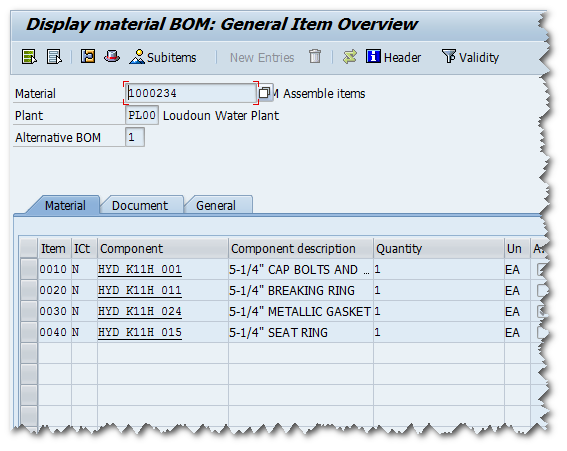 Display material BOM: General Item Overview
Subitems New Entries Header Validity
Material 1000234 Assemble items
Plant PL00 Loudoun Water Plant
Alternative BOM 1
Material Document General
Item ICt Component Component description Quantity Un
0010 N HYD K11H 001 5-1/4" CAP BOLTS AND ... 1 EA
0020 N HYD K11H 011 5-1/4" BREAKING RING 1 EA
0030 N HYD K11H 024 5-1/4" METALLIC GASKET 1 EA
0040 N HYD K11H 015 5-1/4" SEAT RING 1 EA